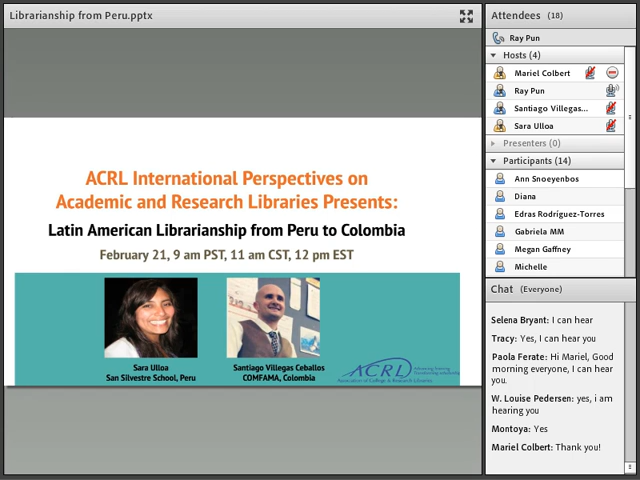 Librarianship from Peru.pptx
ACRL International Perspectives on
Academic and Research Libraries Presents:
Latin American Librarianship from Peru to Colombia
February 21, 9 am PST, 11 am CST, 12 pm EST
Sara Ulloa
San Silvestre School, Peru
Santiago Villegas Ceballos
COMFAMA, Colombia
ACRL
Association of College & Research Libraries
Attendees (18)
Ray Pun
Hosts (4)
Mariel Colbert
Ray Pun
Santiago Villegas...
Sara Ulloa
Presenters (0)
Participants (14)
Ann Snoeyenbos
Diana
Edras Rodríguez-Torres
Gabriela MM
Megan Gaffney
Michelle
Chat (Everyone)
Selena Bryant: I can hear
Tracy: Yes, I can hear you
Paola Ferate: Hi Mariel, Good
morning everyone, I can hear
you.
W. Louise Pedersen: yes, i am
hearing you
Montoya: Yes
Mariel Colbert: Thank you!